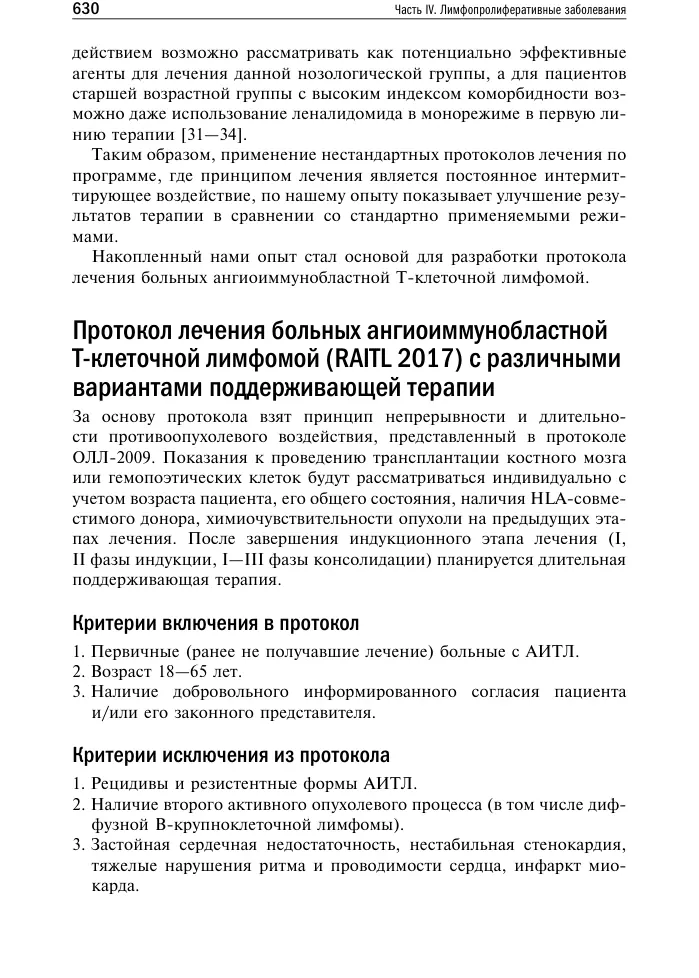 630
Часть IV. Лимфопролиферативные заболевания
действием возможно рассматривать как потенциально эффективные
агенты для лечения данной нозологической группы, а для пациентов
старшей возрастной группы с высоким индексом коморбидности воз-
можно даже использование леналидомида в монорежиме в первую ли-
нию терапии [31—34].
Таким образом, применение нестандартных протоколов лечения по
программе, где принципом лечения является постоянное интермит-
тирующее воздействие, по нашему опыту показывает улучшение резу-
льтатов терапии в сравнении со стандартно применяемыми режи-
мами.
Накопленный нами опыт стал основой для разработки протокола
лечения больных ангиоиммунобластной Т-клеточной лимфомой.
Протокол лечения больных ангиоиммунобластной
Т-клеточной лимфомой (RAITL 2017) с различными
вариантами поддерживающей терапии
За основу протокола взят принцип непрерывности и длительно-
сти противоопухолевого воздействия, представленный в протоколе
ОЛЛ-2009. Показания к проведению трансплантации костного мозга
или гемопоэтических клеток будут рассматриваться индивидуально с
учетом возраста пациента, его общего состояния, наличия HLA-совме-
стимого донора, химиочувствительности опухоли на предыдущих эта-
пах лечения. После завершения индукционного этапа лечения (I,
II фазы индукции, I—III фазы консолидации) планируется длительная
поддерживающая терапия.
Критерии включения в протокол
1. Первичные (ранее не получавшие лечение) больные с АИТЛ.
2. Возраст 18—65 лет.
3. Наличие добровольного информированного согласия пациента
и/или его законного представителя.
Критерии исключения из протокола
1. Рецидивы и резистентные формы АИТЛ.
2. Наличие второго активного опухолевого процесса (в том числе диф-
фузной В-крупноклеточной лимфомы).
3. Застойная сердечная недостаточность, нестабильная стенокардия,
тяжелые нарушения ритма и проводимости сердца, инфаркт мио-
карда.